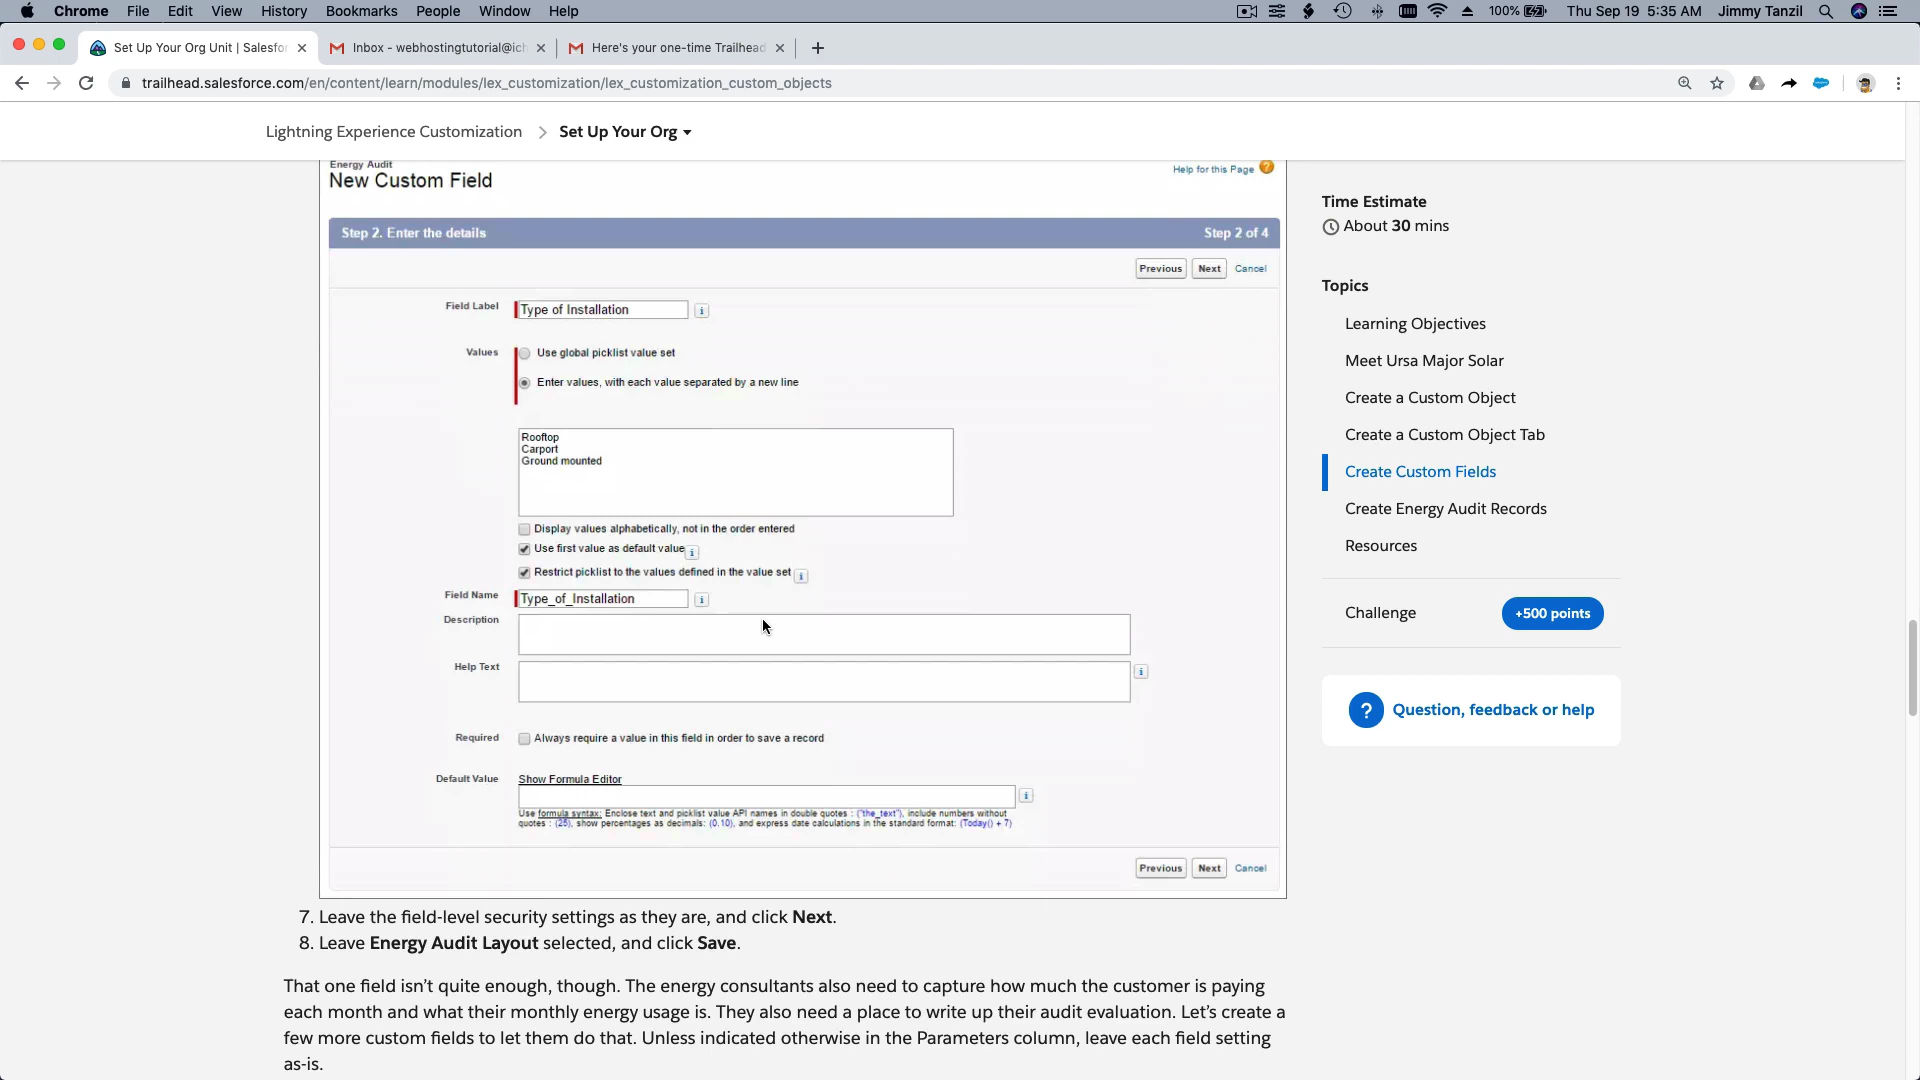 Chrome File Edit View History Bookmarks People Window Help 100% Thu Sep 19 5:35 AM Jimmy Tanzil
Set Up Your Org Unit | Salesfo
Inbox - webhostingtutorial@ich
Here's your one-time Trailhead
trailhead.salesforce.com/en/content/learn/modules/lex_customization/lex_customization_custom_objects
Lightning Experience Customization > Set Up Your Org
Energy Audit
New Custom Field
Help for this Page
Step 2. Enter the details
Step 2 of 4
Previous Next Cancel
Field Label Type of Installation
Values Use global picklist value set
Enter values, with each value separated by a new line
Rooftop
Carport
Ground mounted
Display values alphabetically, not in the order entered
Use first value as default value
Restrict picklist to the values defined in the value set
Field Name Type_of_Installation
Description
Help Text
Required Always require a value in this field in order to save a record
Default Value Show Formula Editor
Use formula syntax: Enclose text and picklist value API names in double quotes : ("the_text"), include numbers without
quotes : (25), show percentages as decimals: (0.10), and express date calculations in the standard format: (Today() + 7)
Previous Next Cancel
7. Leave the field-level security settings as they are, and click Next.
8. Leave Energy Audit Layout selected, and click Save.
That one field isn't quite enough, though. The energy consultants also need to capture how much the customer is paying
each month and what their monthly energy usage is. They also need a place to write up their audit evaluation. Let's create a
few more custom fields to let them do that. Unless indicated otherwise in the Parameters column, leave each field setting
as-is.
Time Estimate
About 30 mins
Topics
Learning Objectives
Meet Ursa Major Solar
Create a Custom Object
Create a Custom Object Tab
Create Custom Fields
Create Energy Audit Records
Resources
Challenge +500 points
? Question, feedback or help